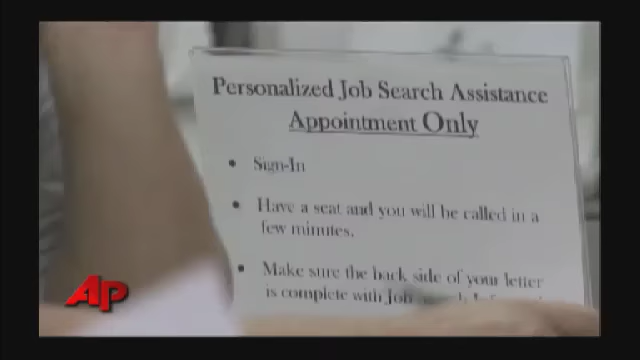 Personalized Job Search Assistance
Appointment Only
• Sign-In
• Have a seat and you will be called in a
few minutes.
• Make sure the back side of your letter
is complete with Job
AP